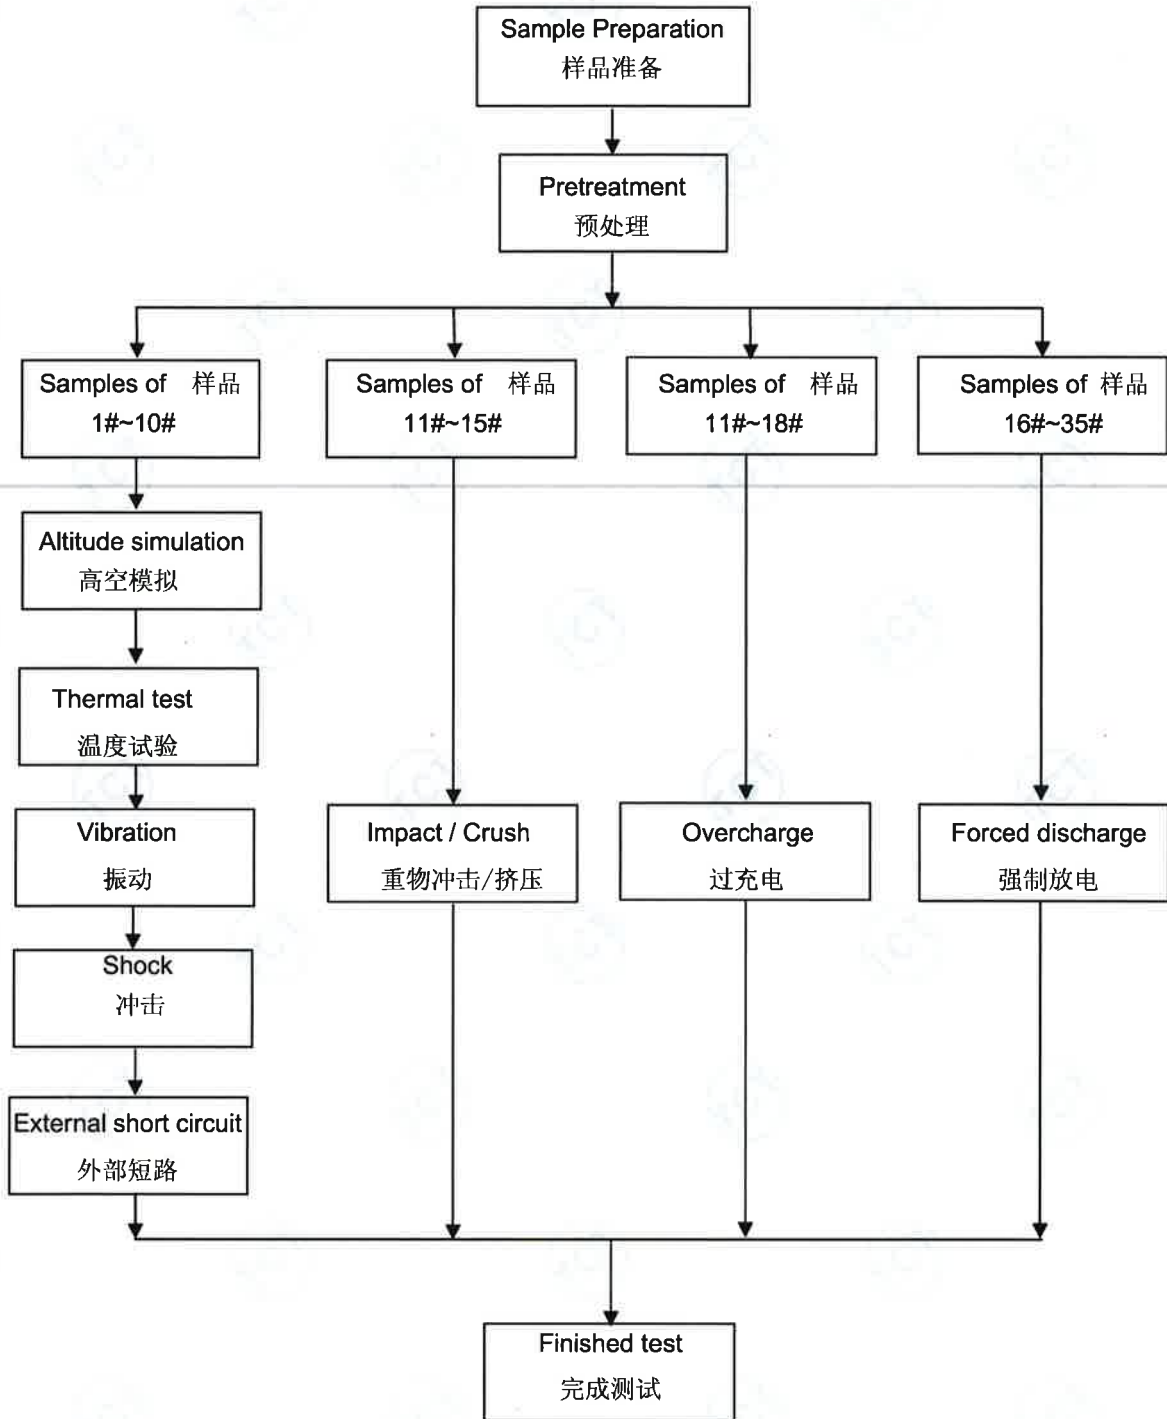 Sample Preparation
样品准备
Pretreatment
预处理
Samples of 样品
1#~10#
Samples of 样品
11#~15#
Samples of 样品
11#~18#
Samples of 样品
16#~35#
Altitude simulation
高空模拟
Thermal test
温度试验
Vibration
振动
Shock
冲击
External short circuit
外部短路
Impact / Crush
重物冲击/挤压
Overcharge
过充电
Forced discharge
强制放电
Finished test
完成测试
TCT